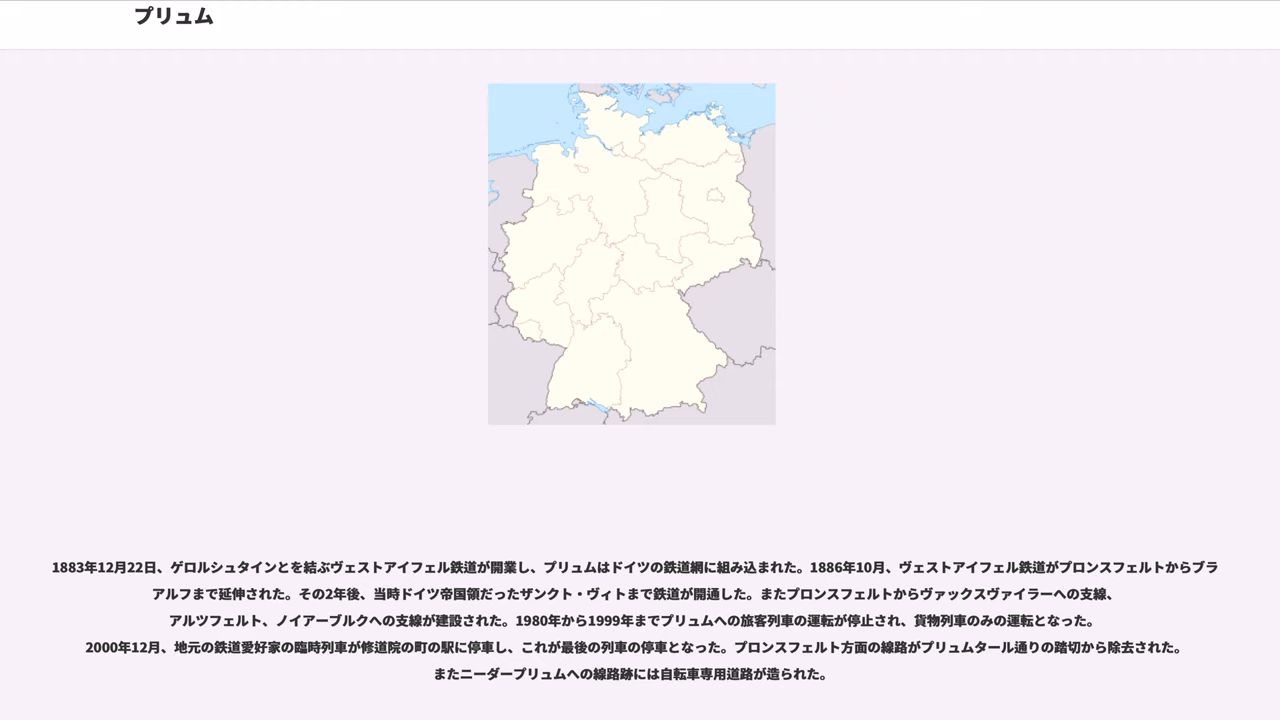 プリュム
1883年12月22日、ゲロルシュタインとを結ぶヴェストアイフェル鉄道が開業し、プリュムはドイツの鉄道網に組み込まれた。1886年10月、ヴェストアイフェル鉄道がプロンスフェルトからブラ
アルフまで延伸された。その2年後、当時ドイツ帝国領だったザンクト・ヴィトまで鉄道が開通した。またプロンスフェルトからヴァックスヴァイラーへの支線、
アルツフェルト、ノイアーブルクへの支線が建設された。1980年から1999年までプリュムへの旅客列車の運転が停止され、貨物列車のみの運転となった。
2000年12月、地元の鉄道愛好家の臨時列車が修道院の町の駅に停車し、これが最後の列車の停車となった。プロンスフェルト方面の線路がプリュムタール通りの踏切から除去された。
またニーダープリュムへの線路跡には自転車専用道路が造られた。